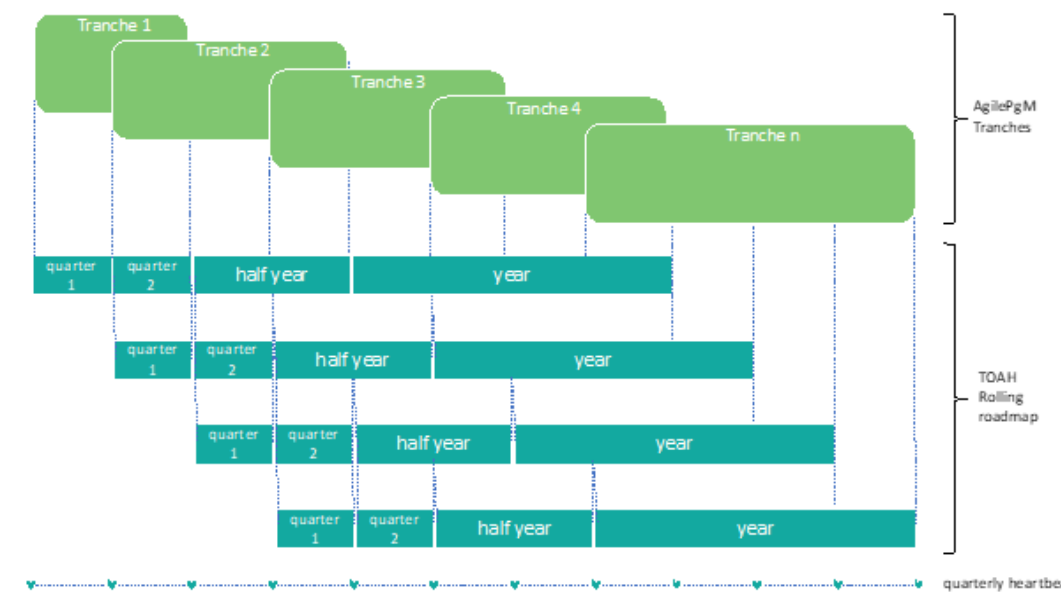 Tranche 1
Tranche 2
Tranche 3
Tranche 4
Tranche n
AgilePgM
Tranches
quarter
1
quarter
2
half year
year
quarter
1
quarter
2
half year
year
TOAH
Rolling
roadmap
quarter
1
quarter
2
half year
year
quarter
1
quarter
2
half year
year
quarterly heartbe